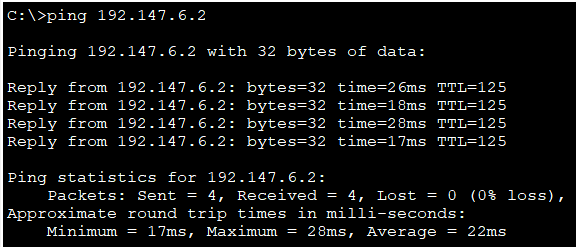 C:\>ping 192.147.6.2
Pinging 192.147.6.2 with 32 bytes of data:
Reply from 192.147.6.2: bytes=32 time=26ms TTL=125
Reply from 192.147.6.2: bytes=32 time=18ms TTL=125
Reply from 192.147.6.2: bytes=32 time=28ms TTL=125
Reply from 192.147.6.2: bytes=32 time=17ms TTL=125
Ping statistics for 192.147.6.2:
    Packets: Sent = 4, Received = 4, Lost = 0 (0% loss),
Approximate round trip times in milli-seconds:
    Minimum = 17ms, Maximum = 28ms, Average = 22ms